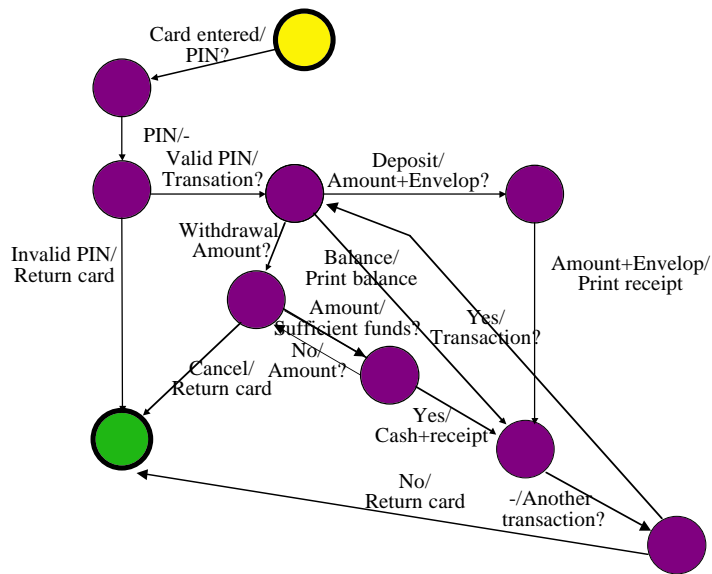 Card entered/
PIN?
PIN/-
Valid PIN/
Transation?
Deposit/
Amount+Envelop?
Withdrawal
Amount?
Invalid PIN/
Return card
Balance/
Print balance
Amount+Envelop/
Print receipt
Amount/
Sufficient funds?
Yes/
Transaction?
No/
Amount?
Cancel/
Return card
Yes/
Cash+receipt
No/
Return card
-/Another
transaction?